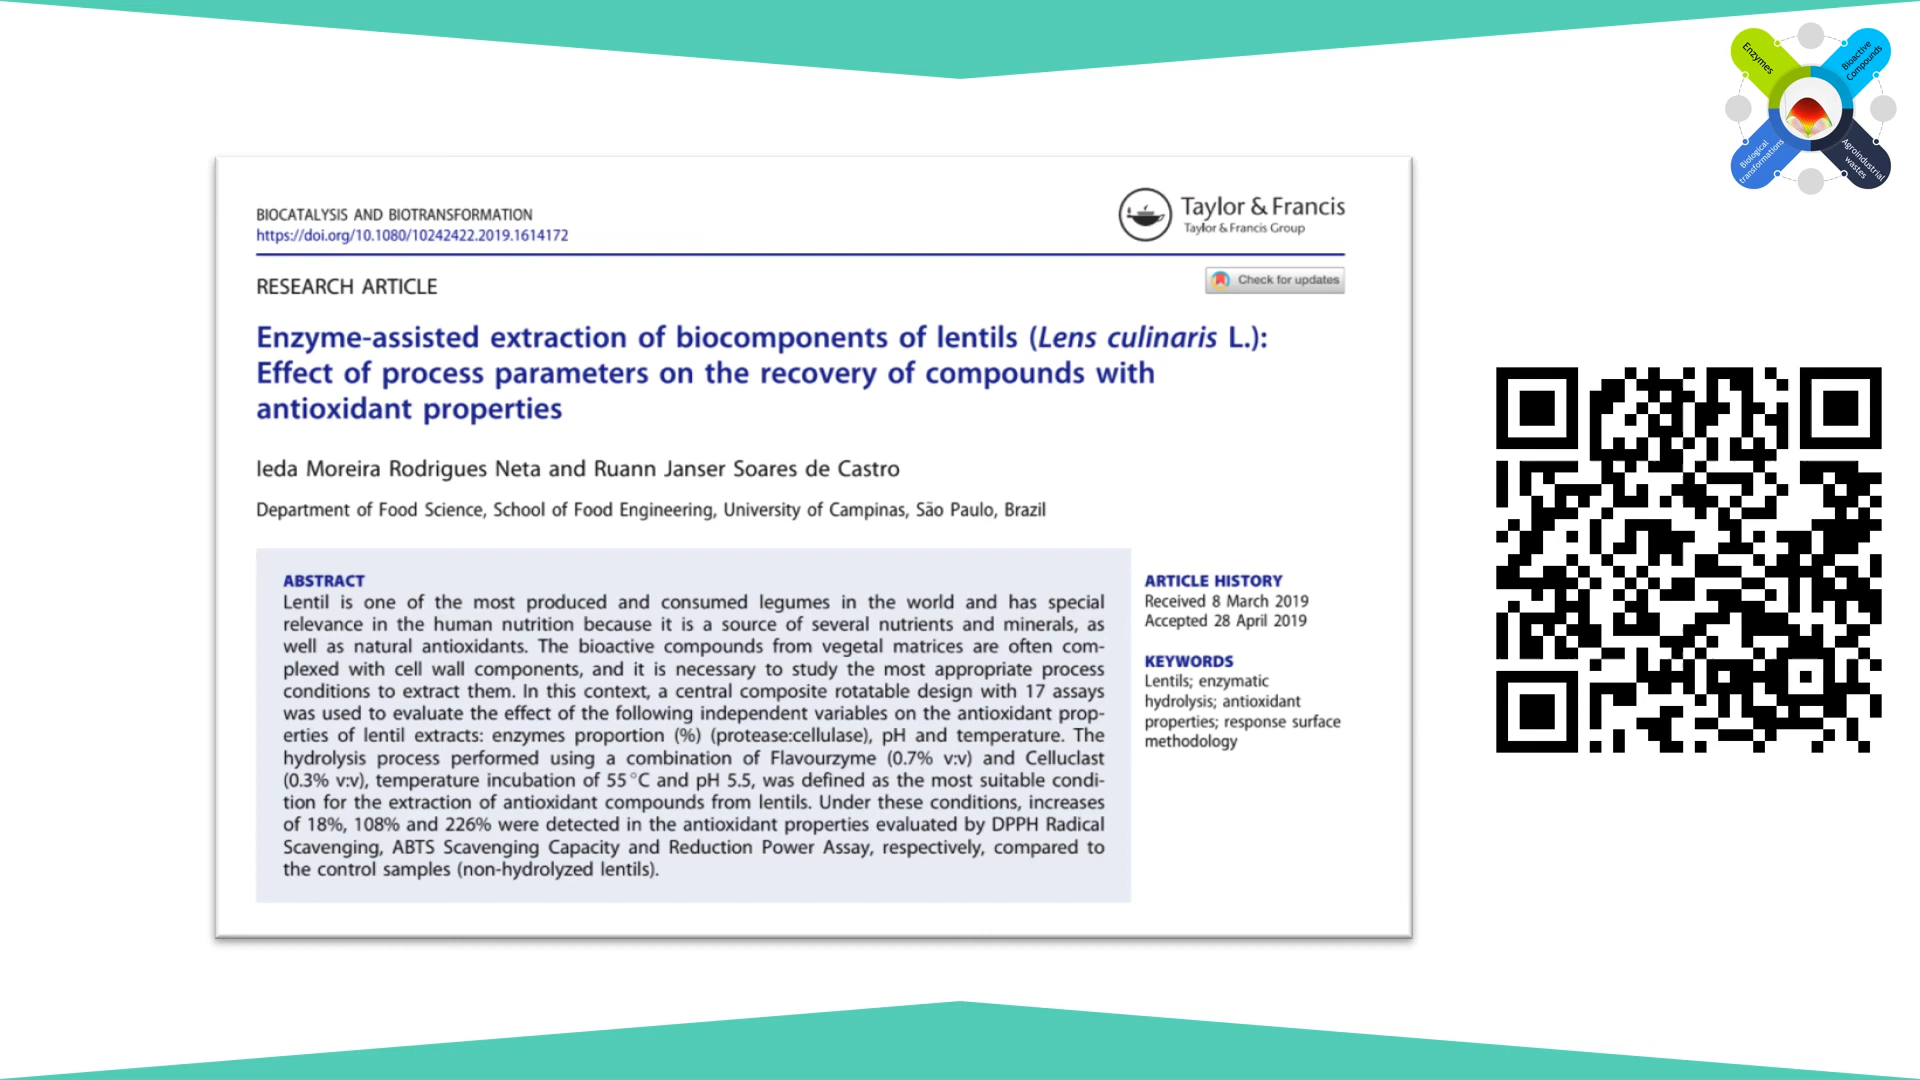 Enzymes
Bioactive
Compounds
Biological
transformations
Agroindustrial
wastes
BIOCATALYSIS AND BIOTRANSFORMATION
https://doi.org/10.1080/10242422.2019.1614172
Taylor & Francis
Taylor & Francis Group
RESEARCH ARTICLE
Check for updates
Enzyme-assisted extraction of biocomponents of lentils (Lens culinaris L.):
Effect of process parameters on the recovery of compounds with
antioxidant properties
Ieda Moreira Rodrigues Neta and Ruann Janser Soares de Castro
Department of Food Science, School of Food Engineering, University of Campinas, São Paulo, Brazil
ABSTRACT
Lentil is one of the most produced and consumed legumes in the world and has special
relevance in the human nutrition because it is a source of several nutrients and minerals, as
well as natural antioxidants. The bioactive compounds from vegetal matrices are often com-
plexed with cell wall components, and it is necessary to study the most appropriate process
conditions to extract them. In this context, a central composite rotatable design with 17 assays
was used to evaluate the effect of the following independent variables on the antioxidant prop-
erties of lentil extracts: enzymes proportion (%) (protease:cellulase), pH and temperature. The
hydrolysis process performed using a combination of Flavourzyme (0.7% v:v) and Celluclast
(0.3% v:v), temperature incubation of 55 °C and pH 5.5, was defined as the most suitable condi-
tion for the extraction of antioxidant compounds from lentils. Under these conditions, increases
of 18%, 108% and 226% were detected in the antioxidant properties evaluated by DPPH Radical
Scavenging, ABTS Scavenging Capacity and Reduction Power Assay, respectively, compared to
the control samples (non-hydrolyzed lentils).
ARTICLE HISTORY
Received 8 March 2019
Accepted 28 April 2019
KEYWORDS
Lentils; enzymatic
hydrolysis; antioxidant
properties; response surface
methodology